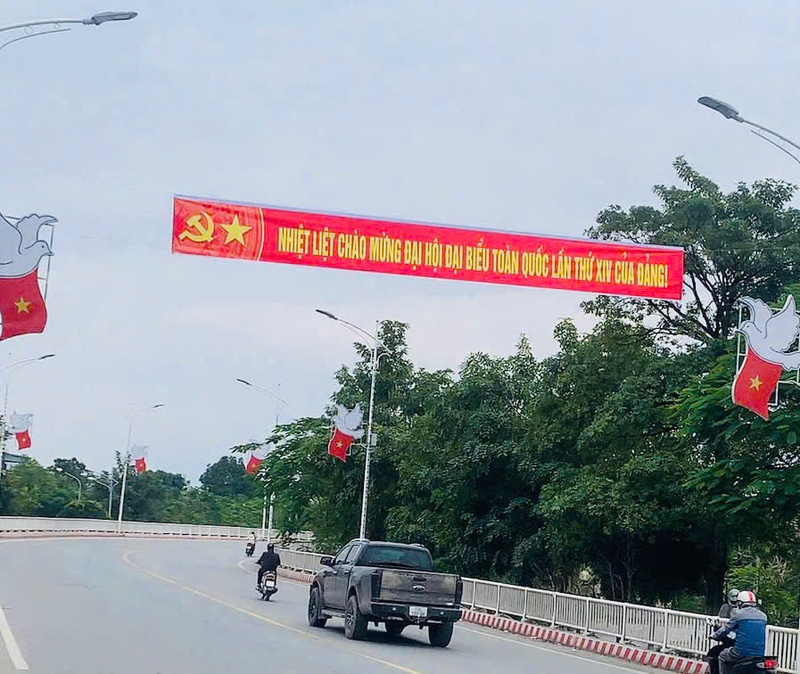 NHIỆT LIỆT CHÀO MỪNG ĐẠI HỘI ĐẠI BIỂU TOÀN QUỐC LẦN THỨ XIV CỦA ĐẢNG!